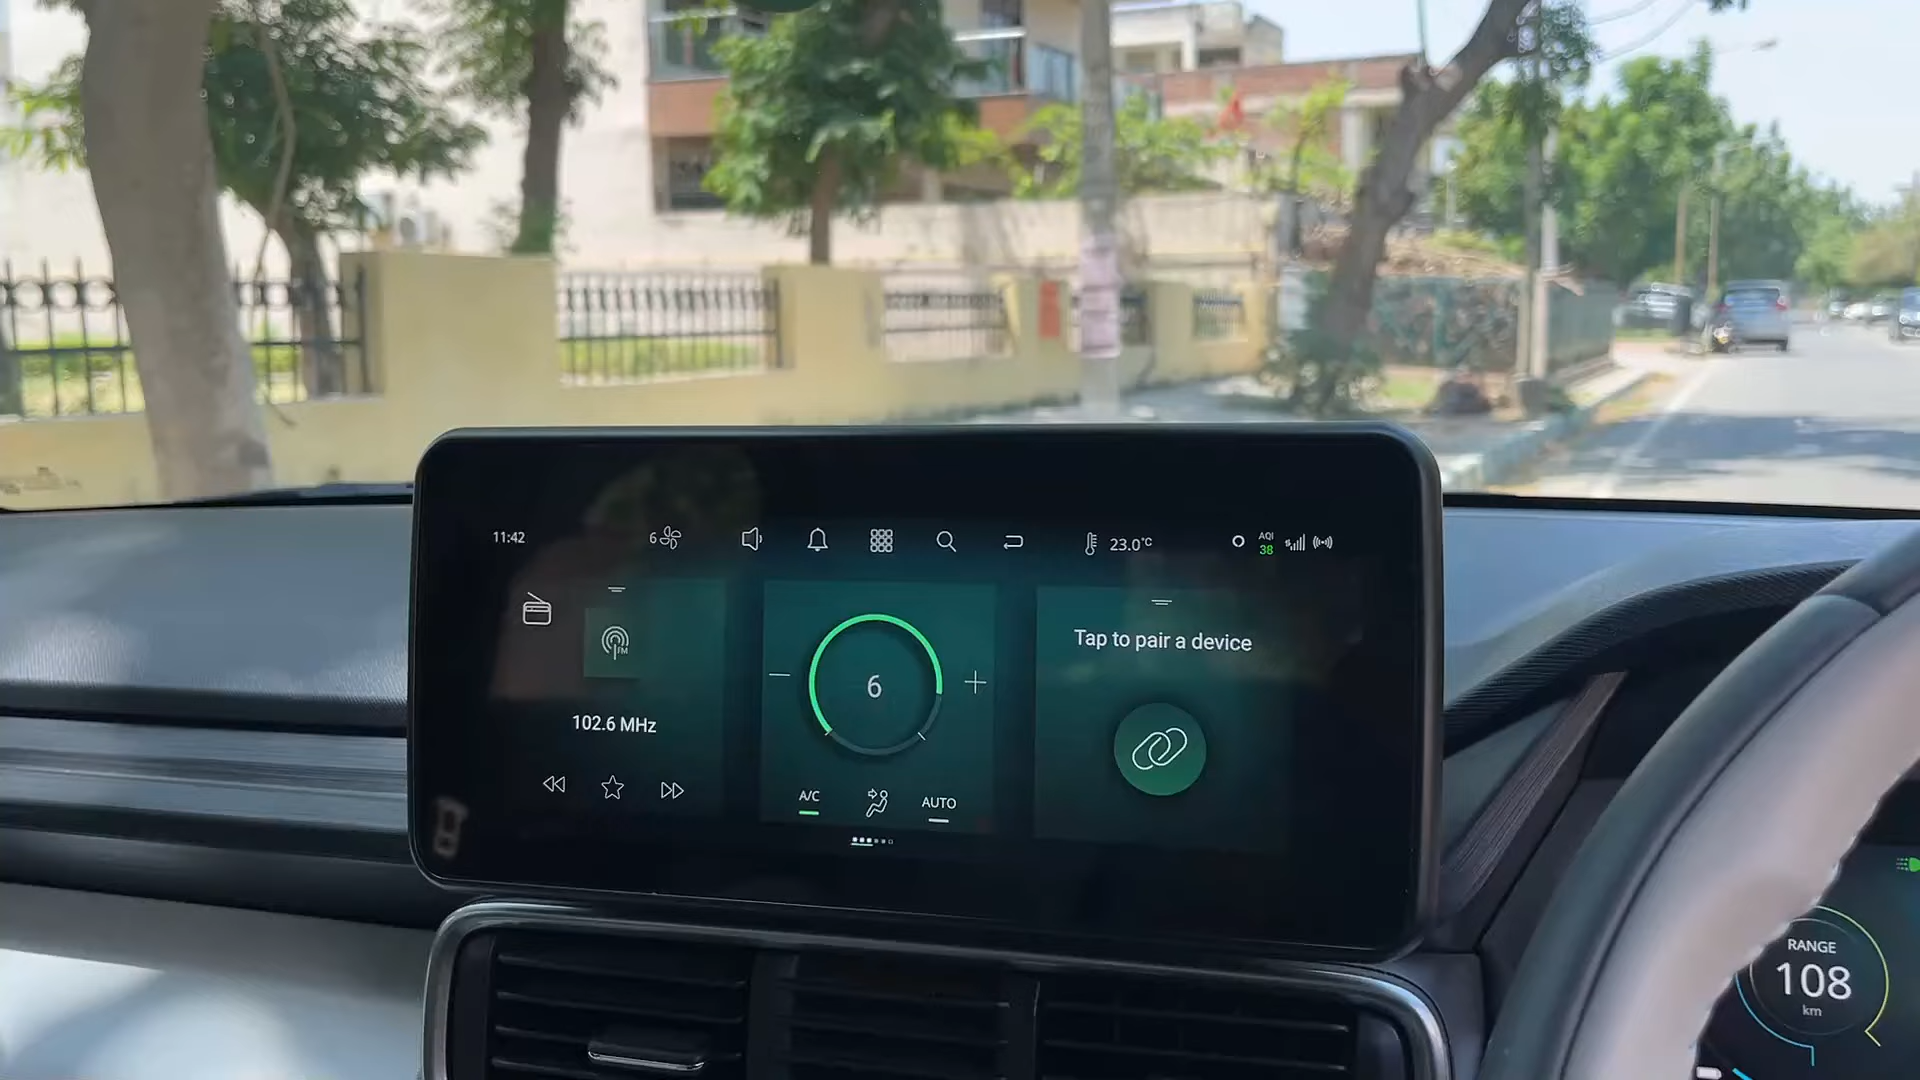 11:42
6
23.0°C
AQI
38
FM
102.6 MHz
6
A/C
AUTO
Tap to pair a device
RANGE
108
km